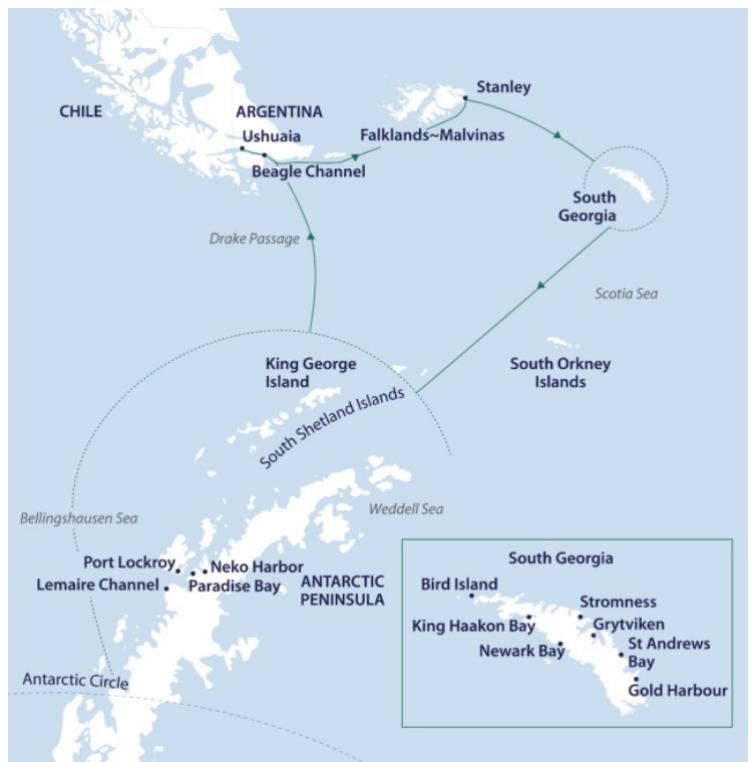 Stanley
CHILE
ARGENTINA
Ushuaia
Falklands~Malvinas
Beagle Channel
South
Georgia
Drake Passage
Scotia Sea
King George
Island
South Orkney
Islands
South Shetland Islands
Weddell Sea
Bellingshausen Sea
Port Lockroy
Neko Harbor
Lemaire Channel
Paradise Bay
ANTARCTIC
PENINSULA
Antarctic Circle
South Georgia
Bird Island
Stromness
King Haakon Bay
Grytviken
Newark Bay
St Andrews
Bay
Gold Harbour